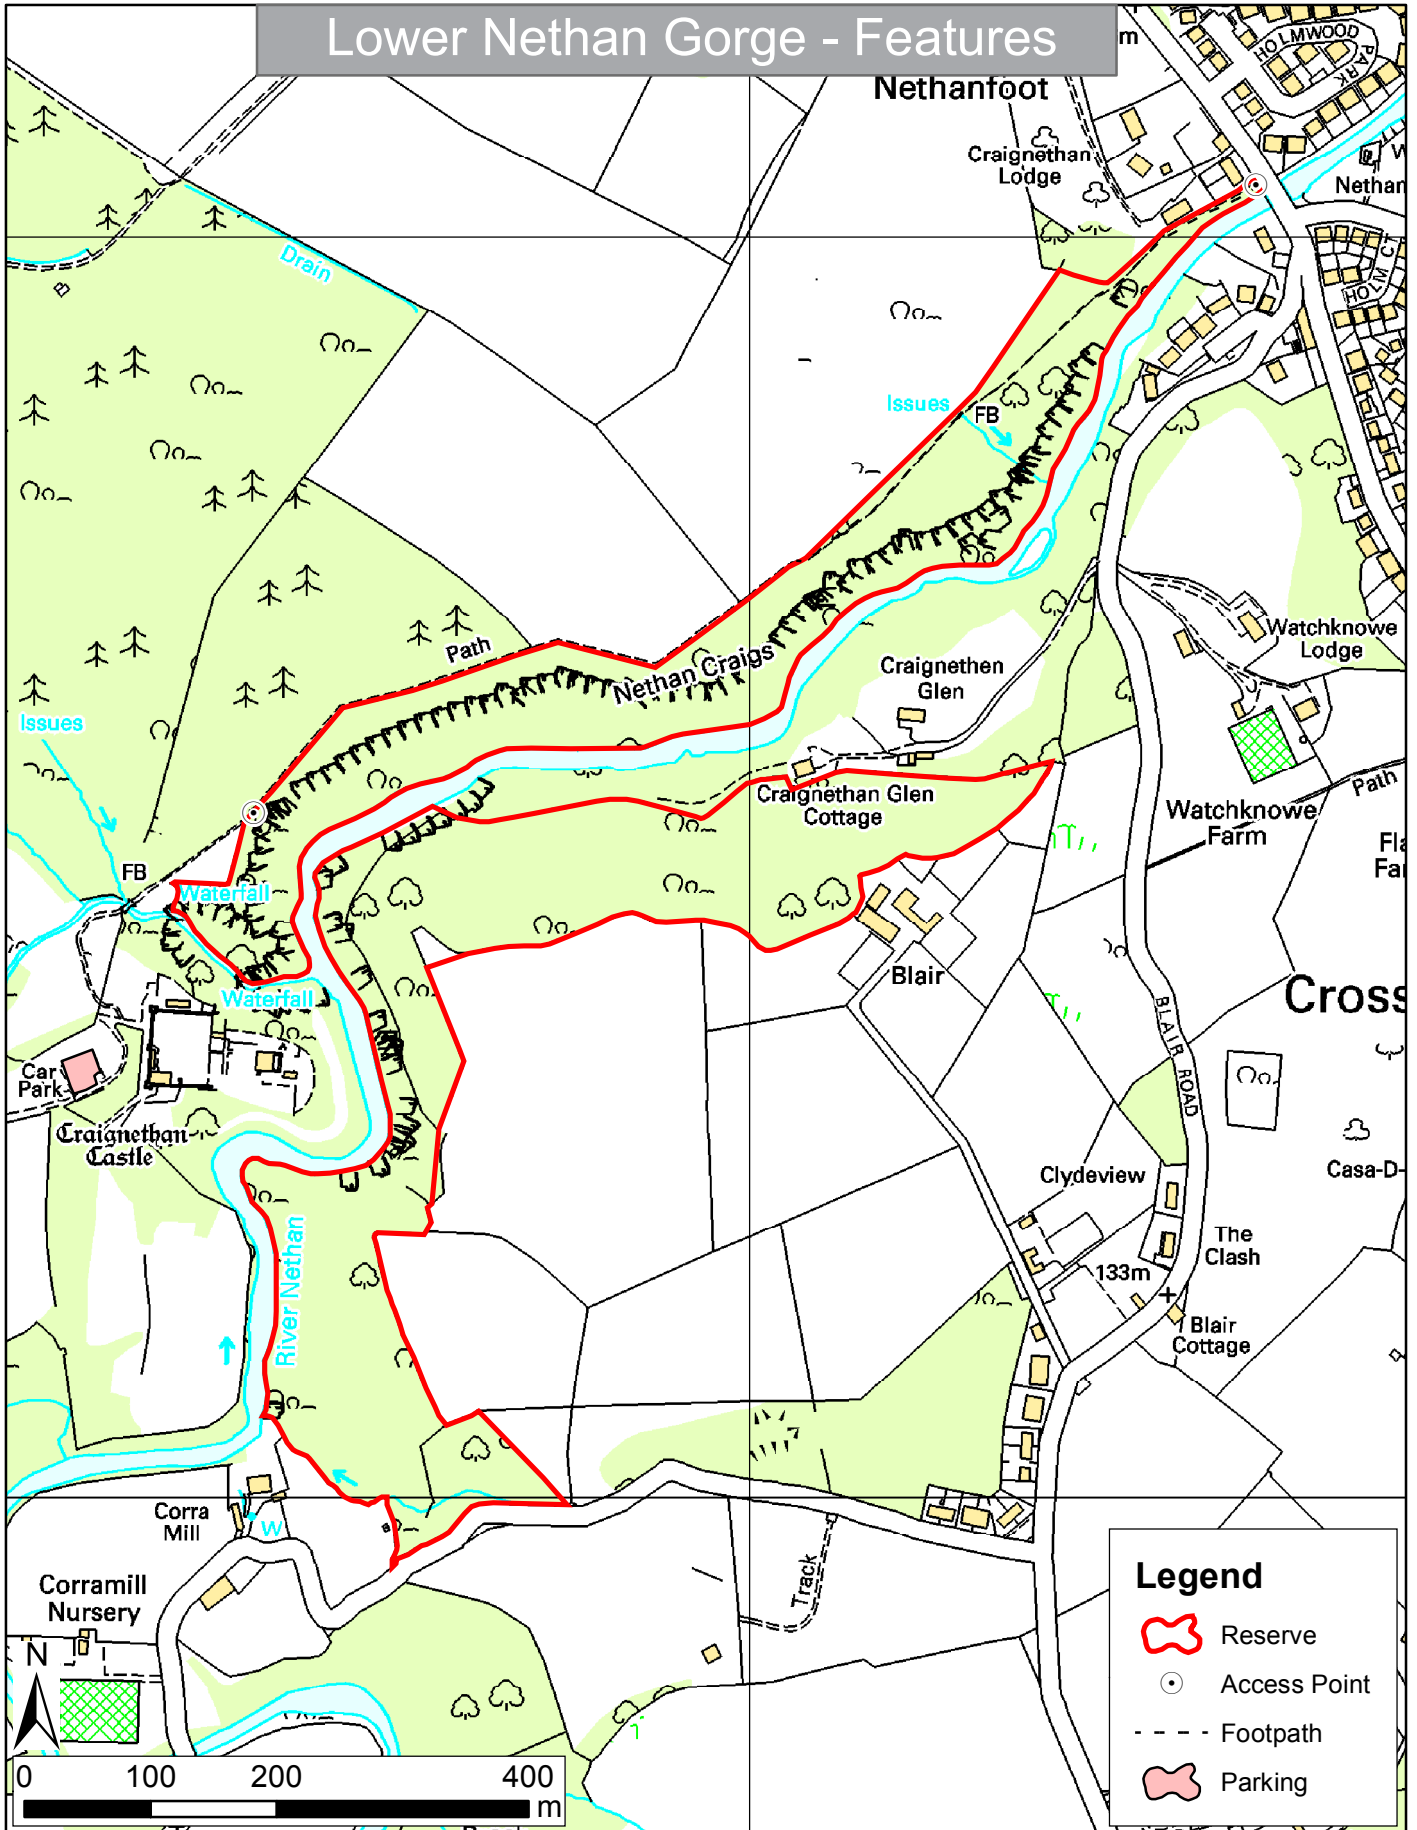 Lower Nethan Gorge - Features
m
HOLMWOOD
PARK
Nethanfoot
Craignethan
Lodge
W
Nethan
Drain
HOLM CT
Issues
FB
Path
Nethan Craigs
Watchknowe
Lodge
Craignethen
Glen
Issues
Craignethan Glen
Cottage
Path
Watchknowe
Farm
Fla
Far
FB
Waterfall
Waterfall
Blair
Cross
BLAIR ROAD
Car
Park
Craignethan
Castle
Clydeview
Casa-D-
The
Clash
133m
Blair
Cottage
River Nethan
Corra
Mill
W
Corramill
Nursery
Track
N
0 100 200 400
m
Legend
Reserve
Access Point
Footpath
Parking